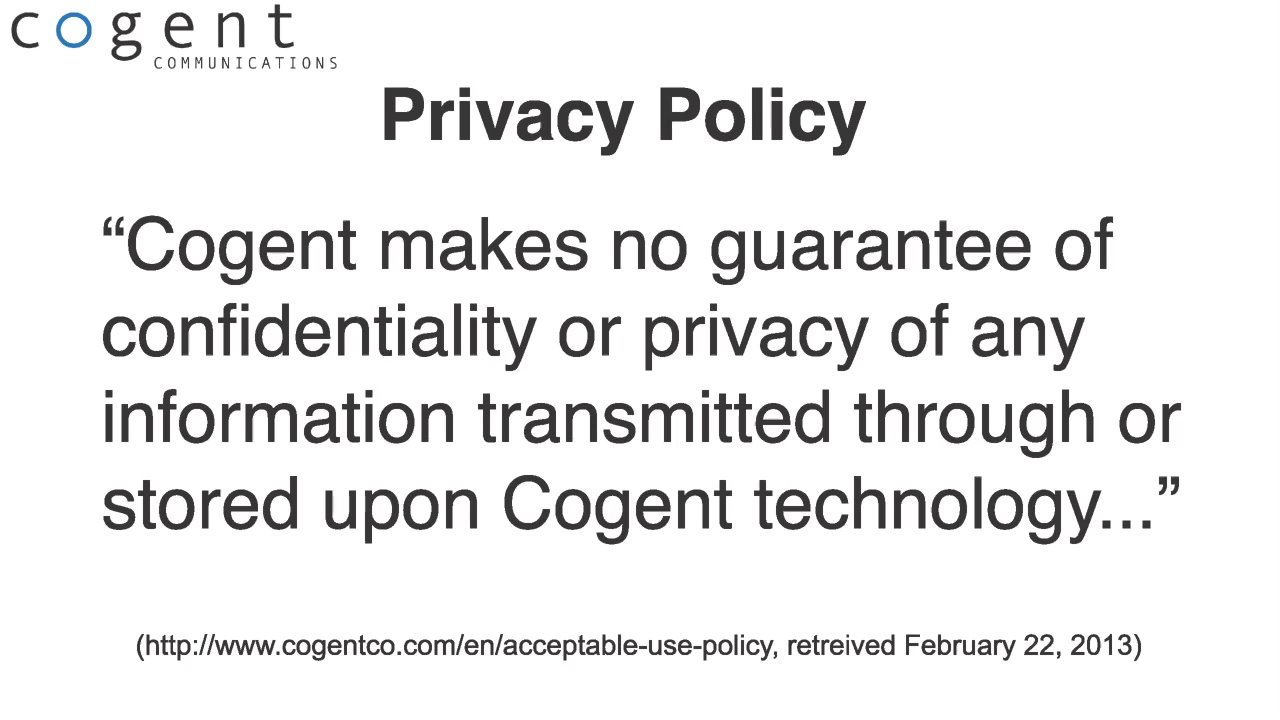 cogent
COMMUNICATIONS
Privacy Policy
“Cogent makes no guarantee of
confidentiality or privacy of any
information transmitted through or
stored upon Cogent technology...”
(http://www.cogentco.com/en/acceptable-use-policy, retreived February 22, 2013)